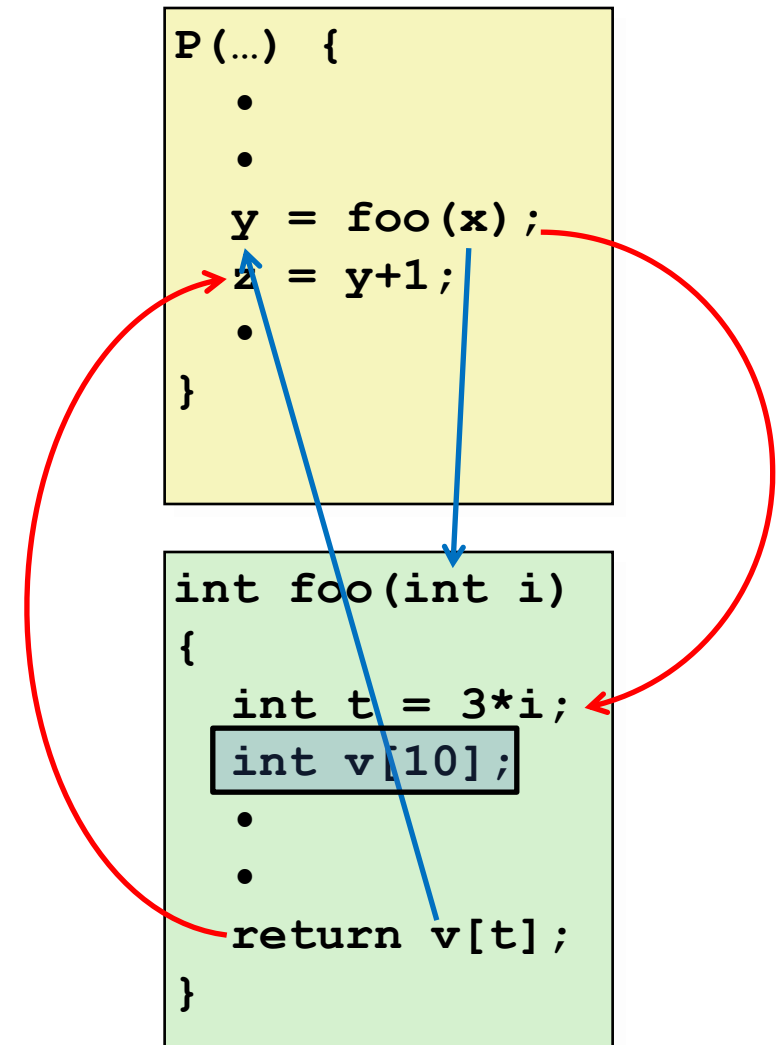 P(…) {
•
•
y = foo(x);
z = y+1;
•
}
int foo(int i)
{
int t = 3*i;
int v[10];
•
•
return v[t];
}